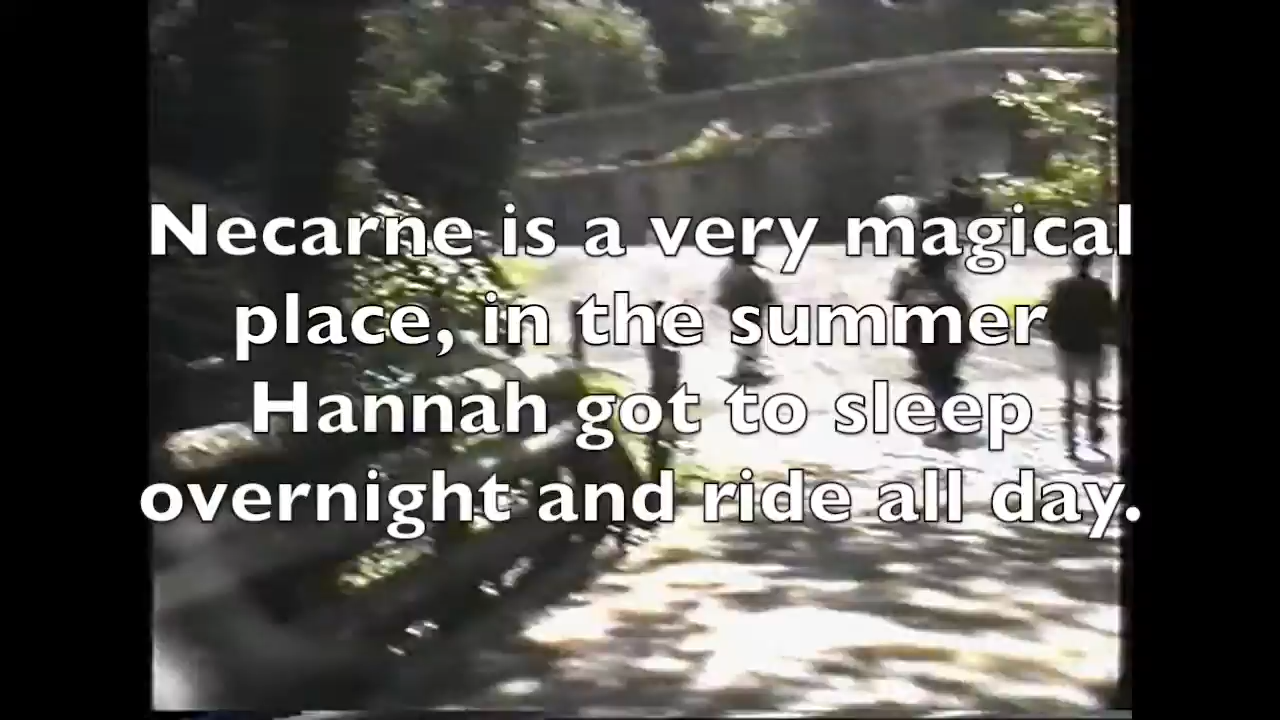 Necarne is a very magical
place, in the summer
Hannah got to sleep
overnight and ride all day.